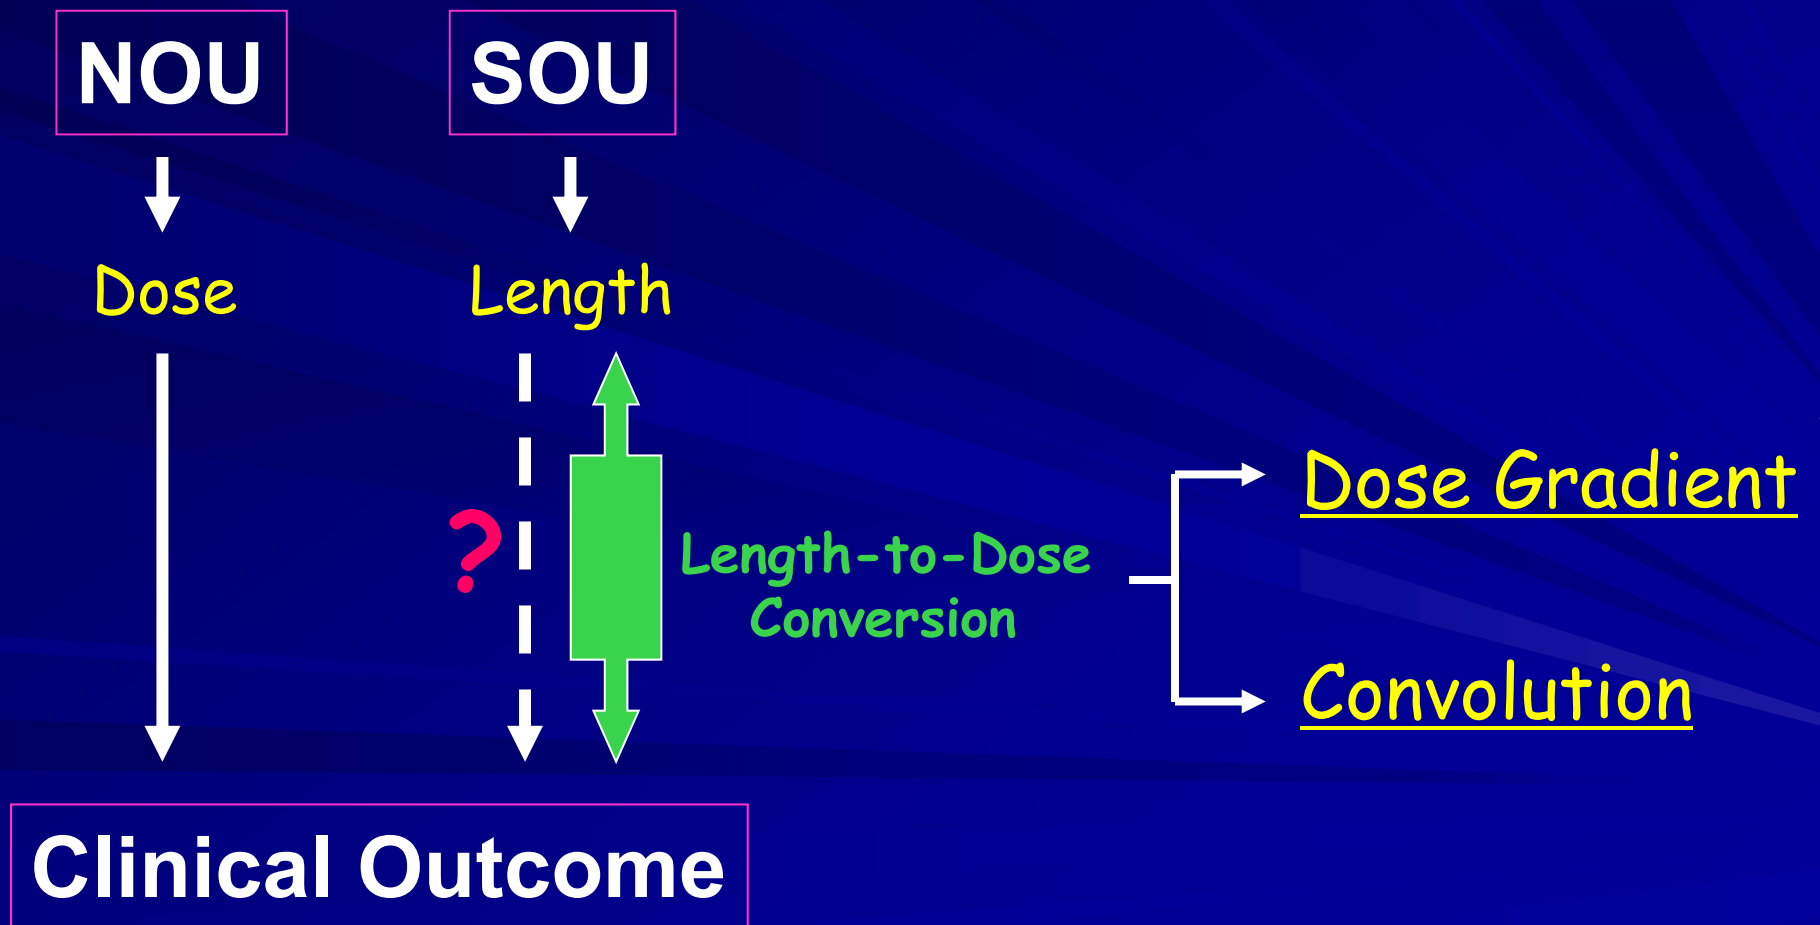 NOU
SOU
Dose
Length
?
Length-to-Dose
Conversion
Dose Gradient
Convolution
Clinical Outcome